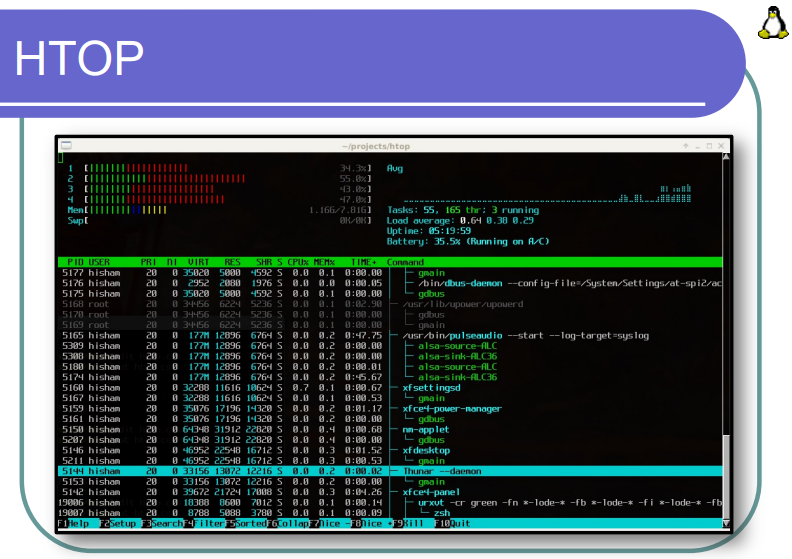 HTOP
~/projects/htop
1 [ 34.3%] Avg
2 [ 55.0%]
3 [ 43.0%]
4 [ 47.0%]
Mem[ 1.16G/7.81G] Tasks: 55, 165 thr; 3 running
Swp[ 0K/0K] Load average: 0.64 0.38 0.29
Uptime: 05:19:59
Battery: 35.5% (Running on A/C)
PID USER PRI NI VIRT RES SHR S CPU% MEM% TIME+ Command
5177 hisham 20 0 35020 5000 4592 S 0.0 0.1 0:00.00 ├─ gmain
5176 hisham 20 0 2952 2080 1976 S 0.0 0.0 0:00.05 ├─ /bin/dbus-daemon --config-file=/System/Settings/at-spi2/ac
5175 hisham 20 0 35020 5000 4592 S 0.0 0.1 0:00.00 └─ gdbus
5168 root 20 0 34456 6224 5236 S 0.0 0.1 0:02.90 ─ /usr/lib/upower/upowerd
5170 root 20 0 34456 6224 5236 S 0.0 0.1 0:00.00 ├─ gdbus
5169 root 20 0 34456 6224 5236 S 0.0 0.1 0:00.00 └─ gmain
5165 hisham 20 0 177M 12896 6764 S 0.0 0.2 0:47.75 ─ /usr/bin/pulseaudio --start --log-target=syslog
5309 hisham 20 0 177M 12896 6764 S 0.0 0.2 0:00.00 ├─ alsa-source-ALC
5308 hisham 20 0 177M 12896 6764 S 0.0 0.2 0:00.00 ├─ alsa-sink-ALC36
5180 hisham 20 0 177M 12896 6764 S 0.0 0.2 0:00.01 ├─ alsa-source-ALC
5174 hisham 20 0 177M 12896 6764 S 0.0 0.2 0:45.67 └─ alsa-sink-ALC36
5160 hisham 20 0 32288 11616 10624 S 0.7 0.1 0:08.67 ─ xfsettingsd
5167 hisham 20 0 32288 11616 10624 S 0.0 0.1 0:00.53 └─ gmain
5159 hisham 20 0 35076 17196 14320 S 0.0 0.2 0:01.17 ─ xfce4-power-manager
5161 hisham 20 0 35076 17196 14320 S 0.0 0.2 0:00.00 └─ gdbus
5150 hisham 20 0 64348 31912 22820 S 0.0 0.4 0:00.68 ─ nm-applet
5207 hisham 20 0 64348 31912 22820 S 0.0 0.4 0:00.00 └─ gdbus
5146 hisham 20 0 46952 22548 16712 S 0.0 0.3 0:01.52 ─ xfdesktop
5211 hisham 20 0 46952 22548 16712 S 0.0 0.3 0:00.53 └─ gmain
5144 hisham 20 0 33156 13072 12216 S 0.0 0.2 0:00.02 ─ Thunar --daemon
5153 hisham 20 0 33156 13072 12216 S 0.0 0.2 0:00.00 └─ gmain
5142 hisham 20 0 39672 21724 17008 S 0.0 0.3 0:04.26 ─ xfce4-panel
19006 hisham 20 0 18388 8600 7012 S 0.0 0.1 0:00.14 ├─ urxvt -cr green -fn *-lode-* -fb *-lode-* -fi *-lode-* -fb
19007 hisham 20 0 8788 5088 3780 S 0.0 0.1 0:00.09 └─ zsh
F1Help F2Setup F3SearchF4FilterF5SortedF6CollapF7Nice -F8Nice +F9Kill F10Quit